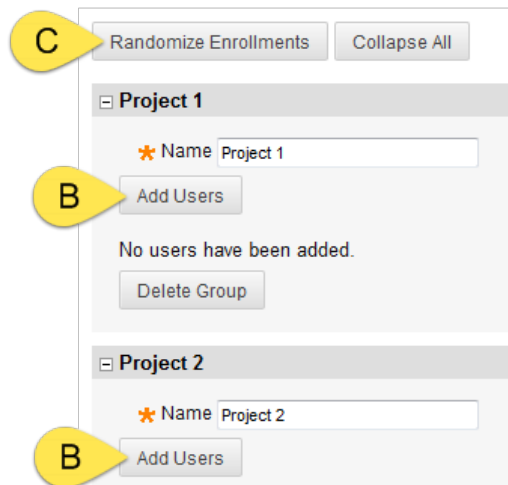 C Randomize Enrollments Collapse All
Project 1
Name Project 1
B Add Users
No users have been added.
Delete Group
Project 2
Name Project 2
B Add Users